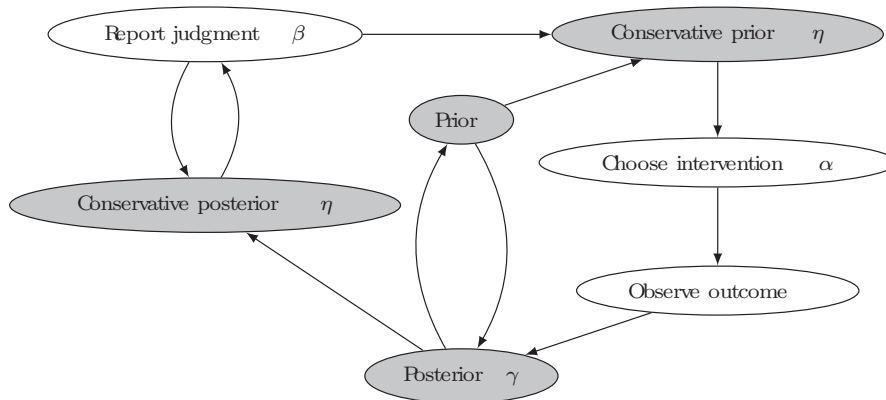 Report judgment β
Conservative prior η
Prior
Choose intervention α
Conservative posterior η
Observe outcome
Posterior γ